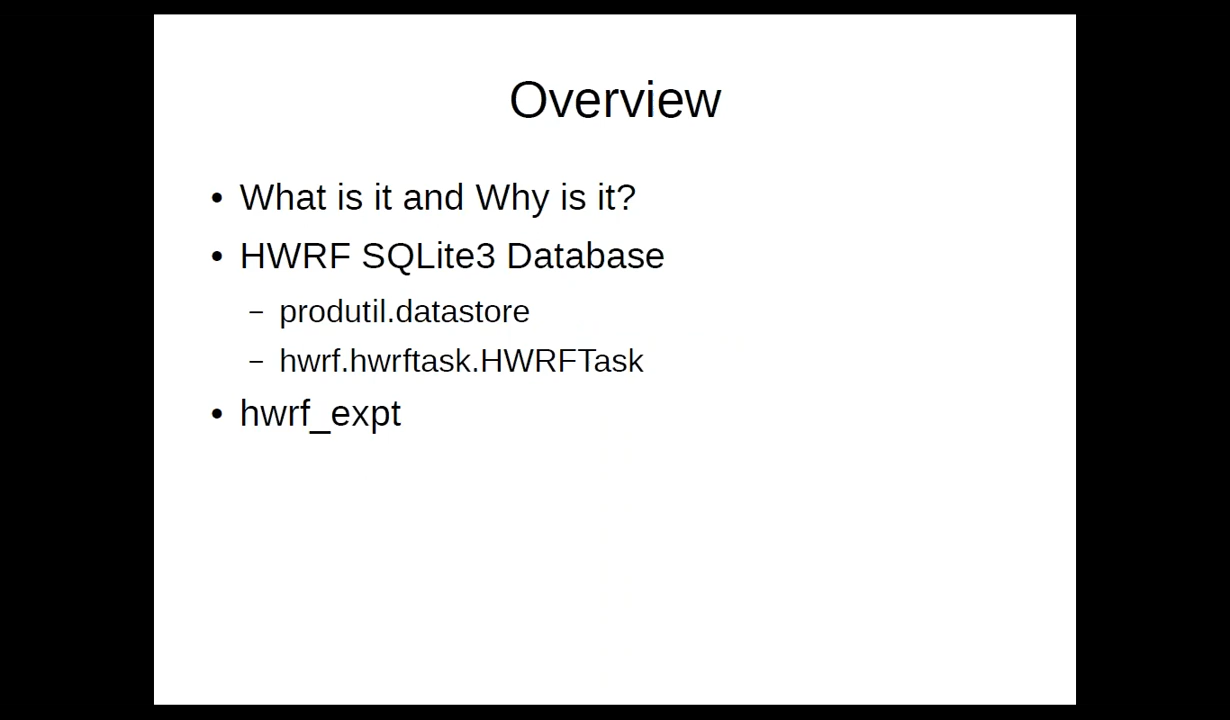 Overview
• What is it and Why is it?
• HWRF SQLite3 Database
– produtil.datastore
– hwrf.hwrftask.HWRFTask
• hwrf_expt